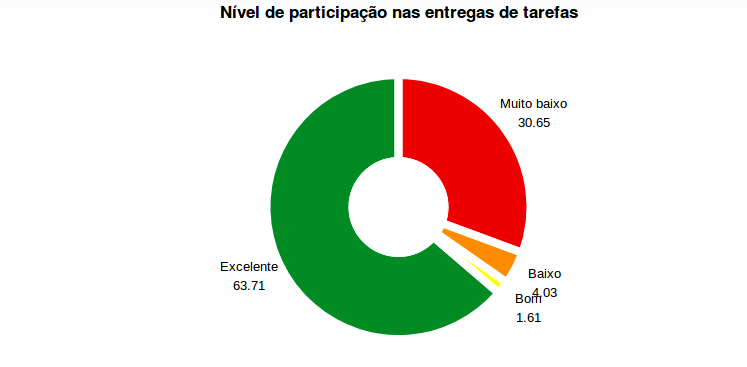 Nível de participação nas entregas de tarefas
Muito baixo
30.65
Baixo
4.03
Bom
1.61
Excelente
63.71